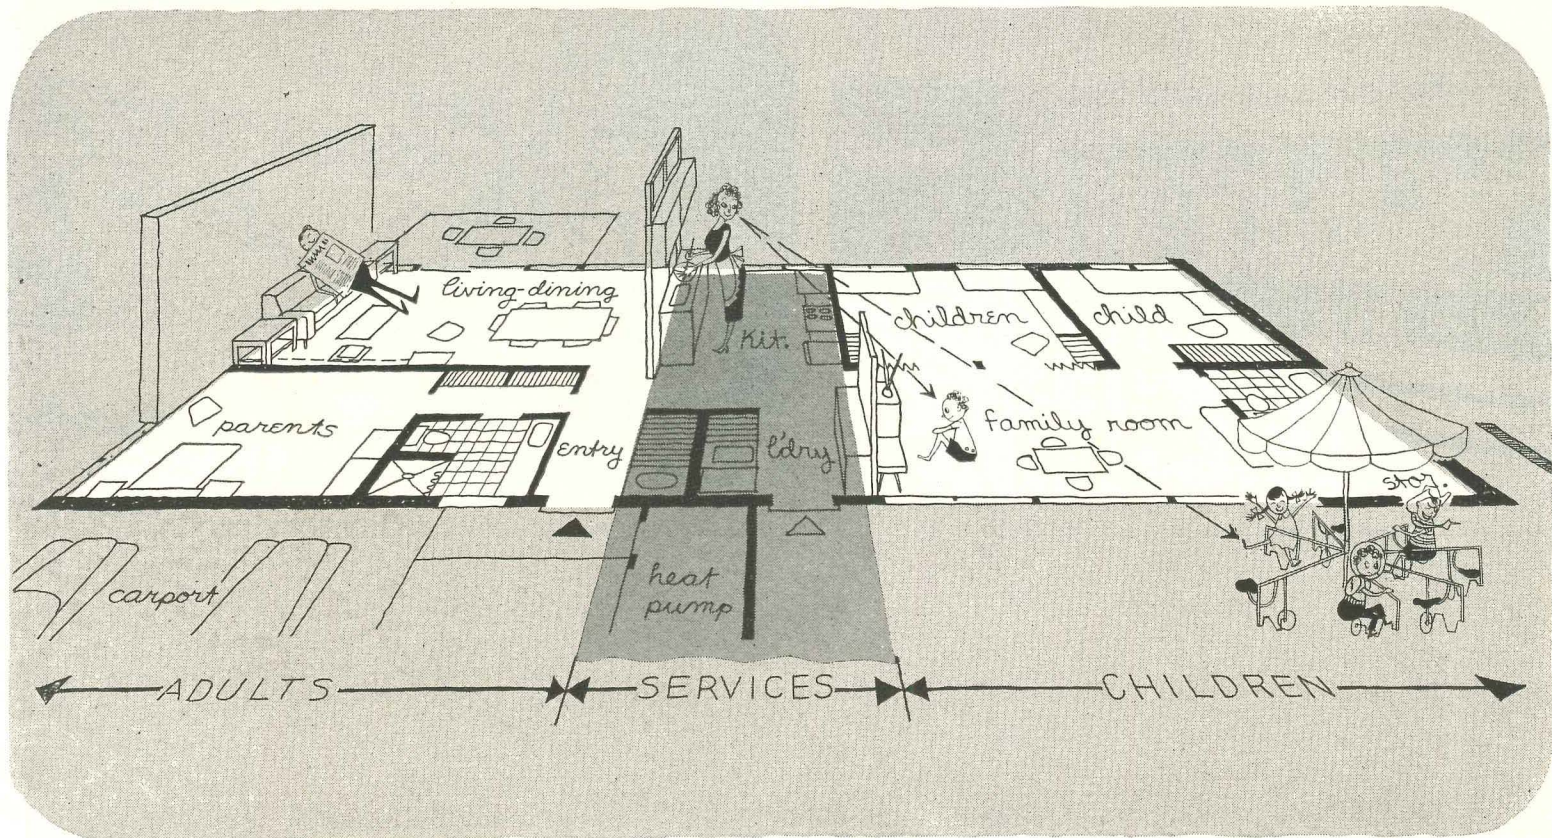 living-dining
children
child
Kit.
parents
entry
l'dry
family room
stor.
heat
pump
carport
ADULTS
SERVICES
CHILDREN